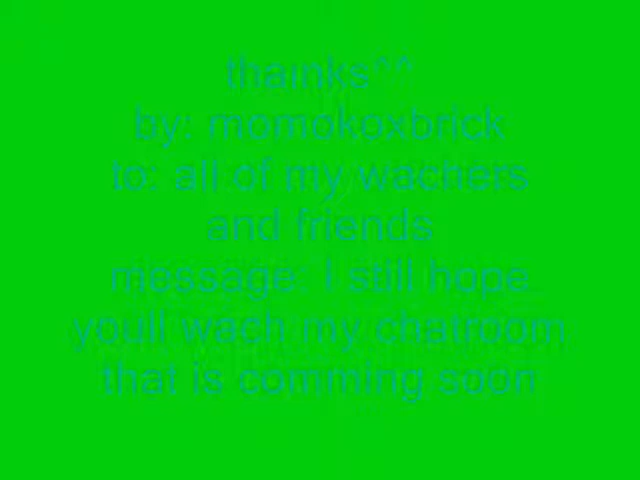 thainks^^
by: momokoxbrick
to: all of my wachers
and friends
message: I still hope
youll wach my chatroom
that is comming soon